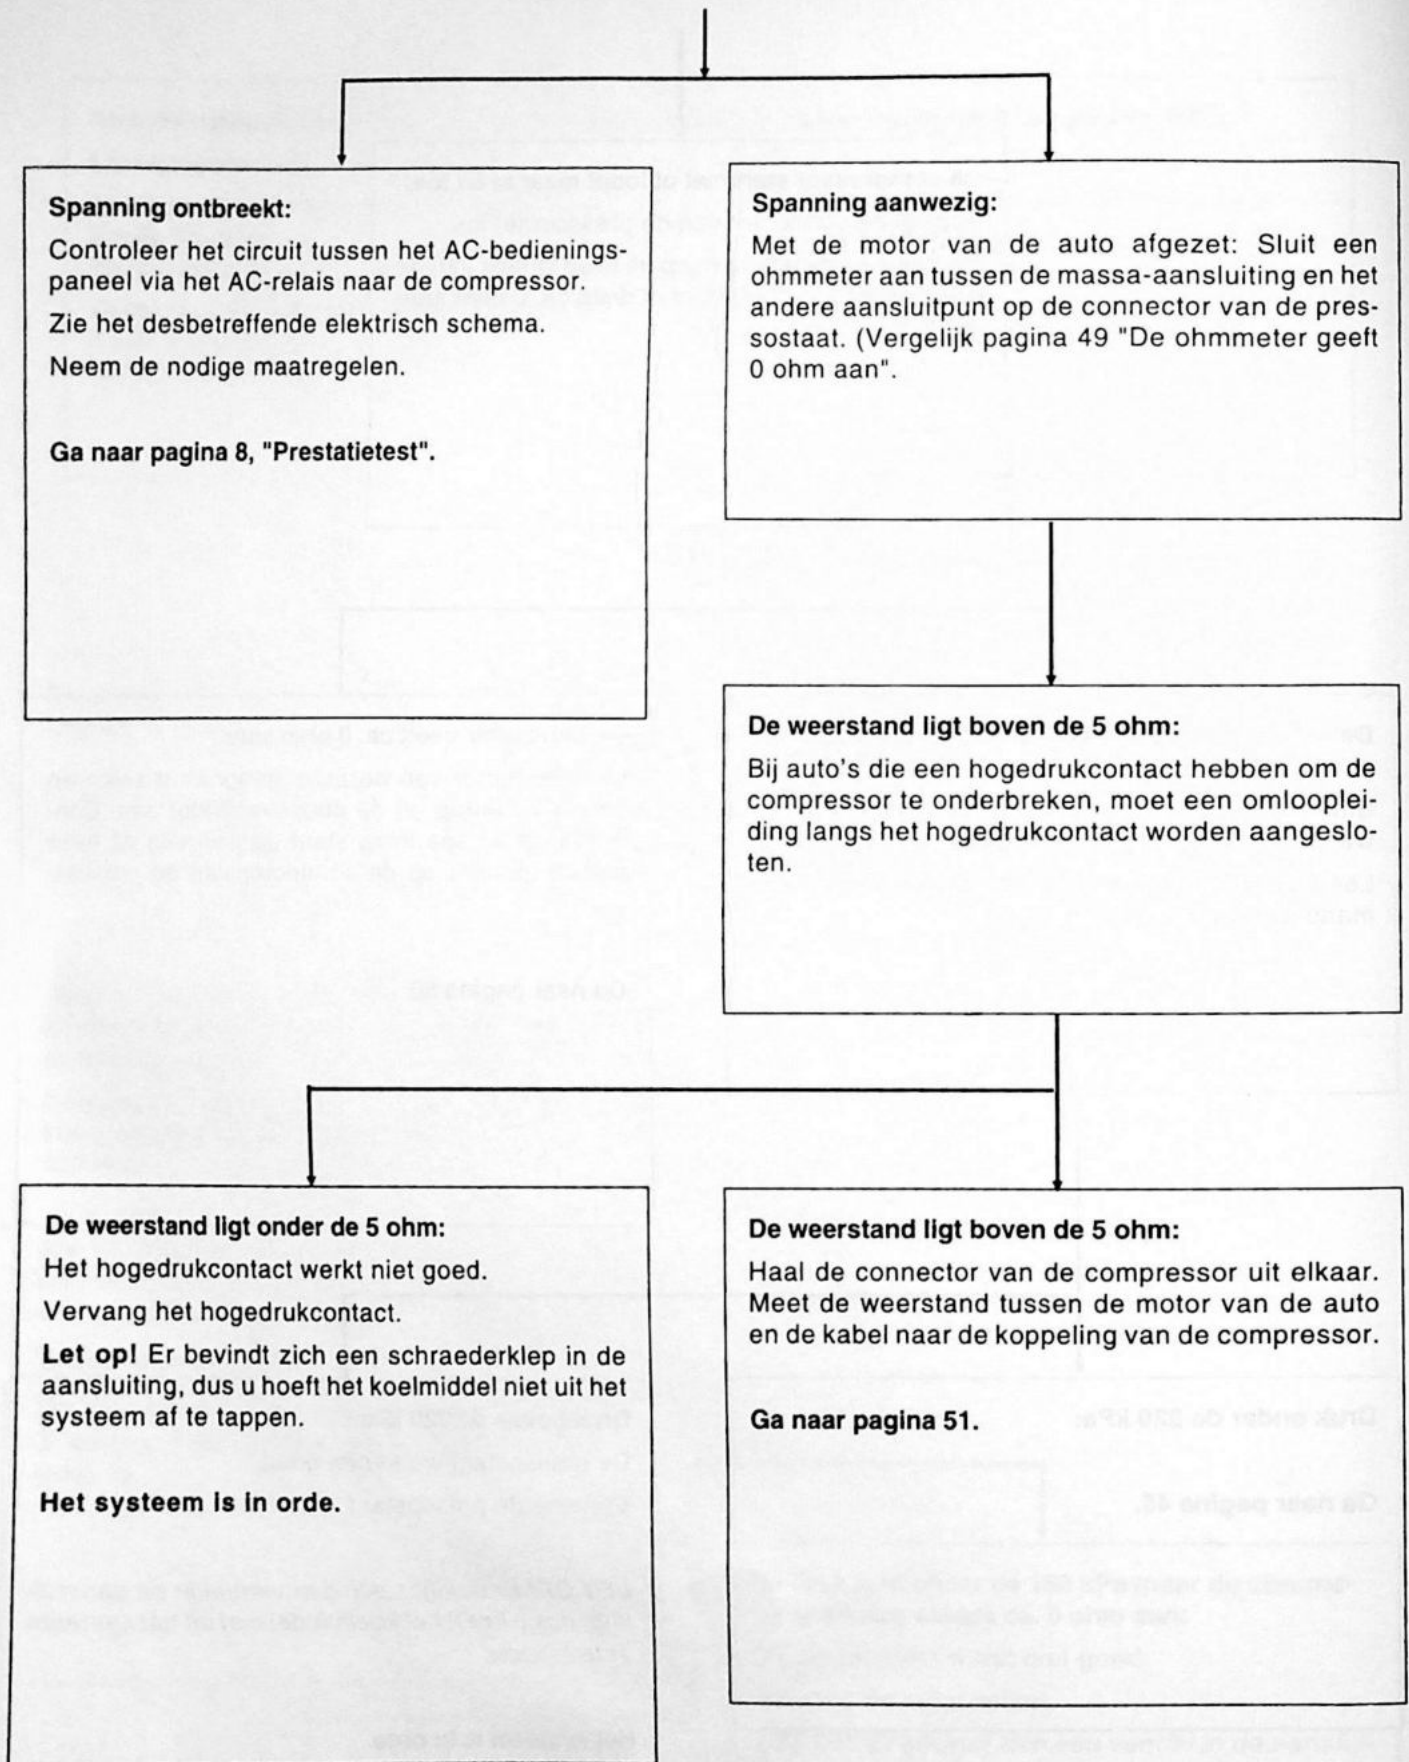 Spanning ontbreekt:
Controleer het circuit tussen het AC-bedienings-
paneel via het AC-relais naar de compressor.
Zie het desbetreffende elektrisch schema.
Neem de nodige maatregelen.
Ga naar pagina 8, "Prestatietest".
Spanning aanwezig:
Met de motor van de auto afgezet: Sluit een
ohmmeter aan tussen de massa-aansluiting en het
andere aansluitpunt op de connector van de pres-
sostaat. (Vergelijk pagina 49 "De ohmmeter geeft
0 ohm aan".
De weerstand ligt boven de 5 ohm:
Bij auto's die een hogedrukcontact hebben om de
compressor te onderbreken, moet een omlooplei-
ding langs het hogedrukcontact worden aangeslo-
ten.
De weerstand ligt onder de 5 ohm:
Het hogedrukcontact werkt niet goed.
Vervang het hogedrukcontact.
Let op! Er bevindt zich een schraederklep in de
aansluiting, dus u hoeft het koelmiddel niet uit het
systeem af te tappen.
Het systeem is in orde.
De weerstand ligt boven de 5 ohm:
Haal de connector van de compressor uit elkaar.
Meet de weerstand tussen de motor van de auto
en de kabel naar de koppeling van de compressor.
Ga naar pagina 51.